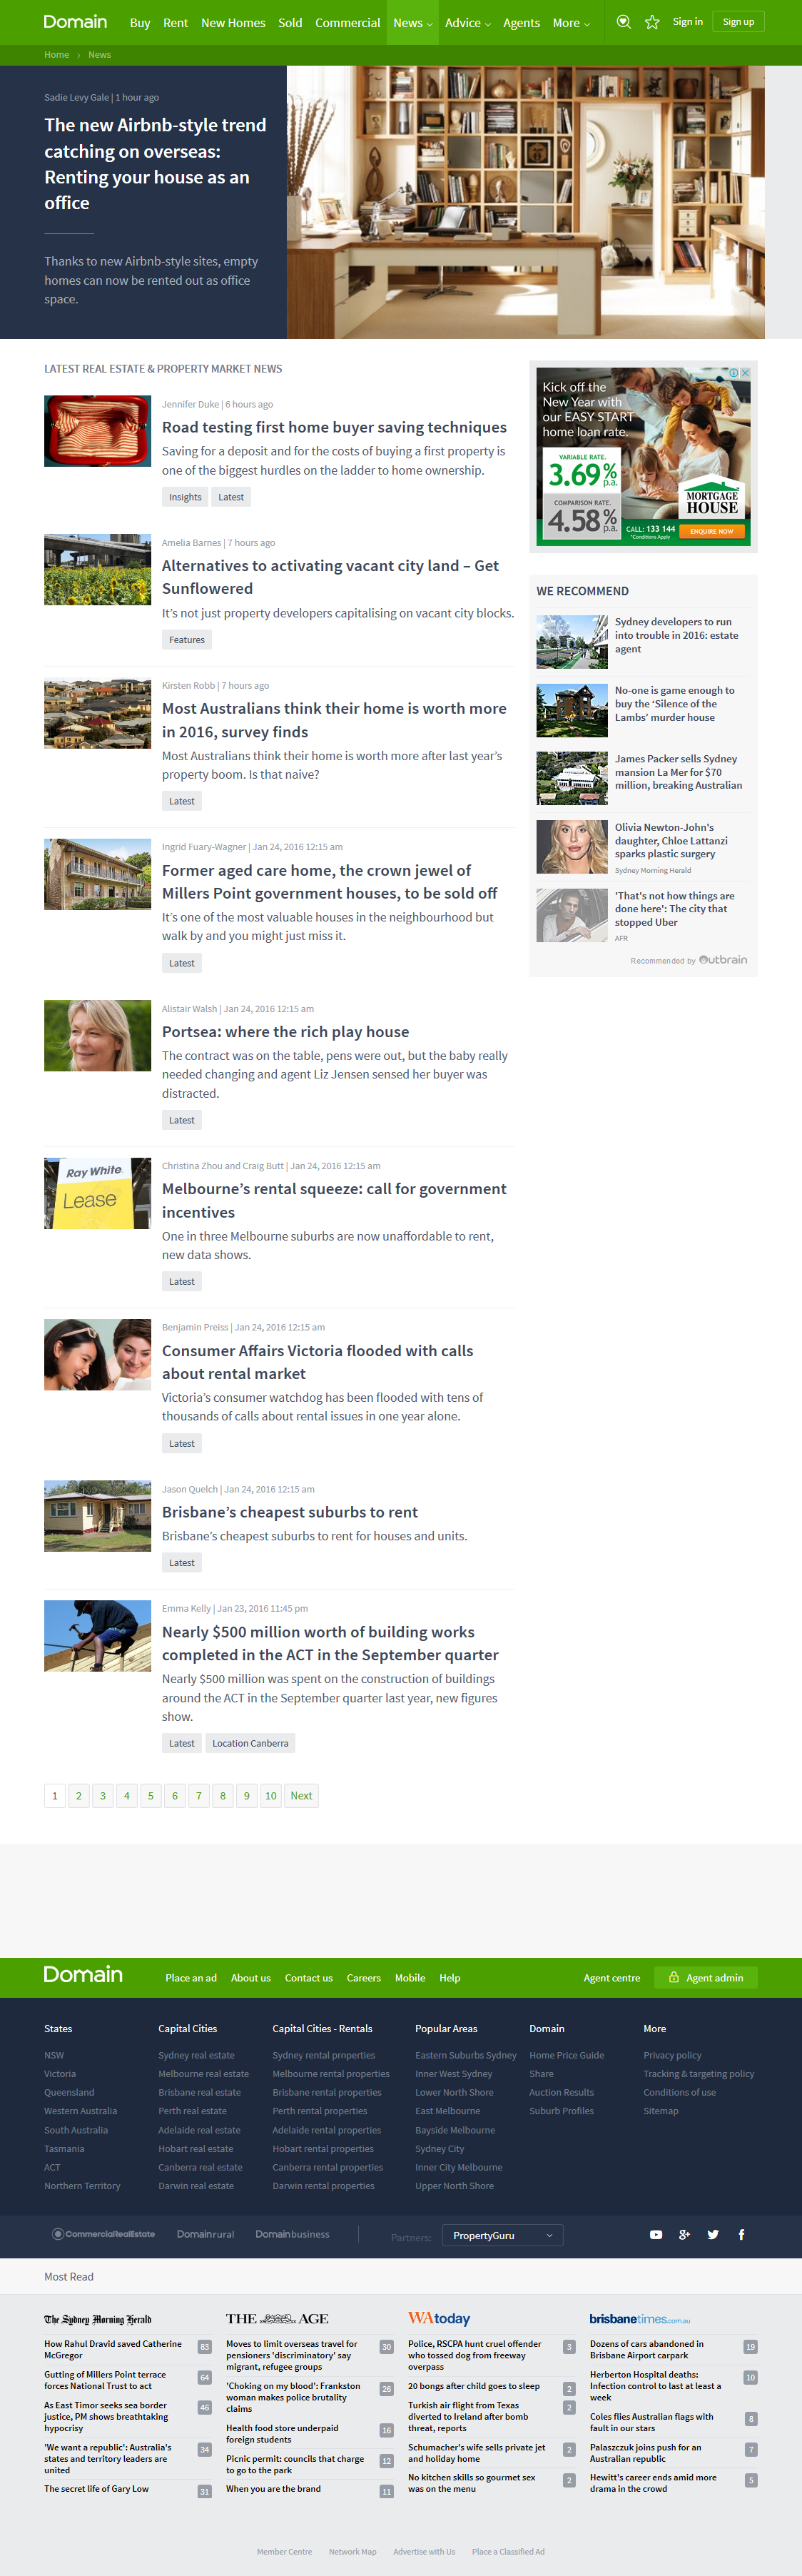 Domain
Buy Rent New Homes Sold Commercial News Advice Agents More Sign in Sign up
Home > News
Sadie Levy Gale | 1 hour ago
The new Airbnb-style trend
catching on overseas:
Renting your house as an
office
Thanks to new Airbnb-style sites, empty
homes can now be rented out as office
space.
LATEST REAL ESTATE & PROPERTY MARKET NEWS
Jennifer Duke | 6 hours ago
Road testing first home buyer saving techniques
Saving for a deposit and for the costs of buying a first property is
one of the biggest hurdles on the ladder to home ownership.
Insights Latest
Amelia Barnes | 7 hours ago
Alternatives to activating vacant city land – Get
Sunflowered
It’s not just property developers capitalising on vacant city blocks.
Features
Kirsten Robb | 7 hours ago
Most Australians think their home is worth more
in 2016, survey finds
Most Australians think their home is worth more after last year’s
property boom. Is that naive?
Latest
Ingrid Fuary-Wagner | Jan 24, 2016 12:15 am
Former aged care home, the crown jewel of
Millers Point government houses, to be sold off
It’s one of the most valuable houses in the neighbourhood but
walk by and you might just miss it.
Latest
Alistair Walsh | Jan 24, 2016 12:15 am
Portsea: where the rich play house
The contract was on the table, pens were out, but the baby really
needed changing and agent Liz Jensen sensed her buyer was
distracted.
Latest
Ray White.
Lease
Christina Zhou and Craig Butt | Jan 24, 2016 12:15 am
Melbourne’s rental squeeze: call for government
incentives
One in three Melbourne suburbs are now unaffordable to rent,
new data shows.
Latest
Benjamin Preiss | Jan 24, 2016 12:15 am
Consumer Affairs Victoria flooded with calls
about rental market
Victoria’s consumer watchdog has been flooded with tens of
thousands of calls about rental issues in one year alone.
Latest
Jason Quelch | Jan 24, 2016 12:15 am
Brisbane’s cheapest suburbs to rent
Brisbane’s cheapest suburbs to rent for houses and units.
Latest
Emma Kelly | Jan 23, 2016 11:45 pm
Nearly $500 million worth of building works
completed in the ACT in the September quarter
Nearly $500 million was spent on the construction of buildings
around the ACT in the September quarter last year, new figures
show.
Latest Location Canberra
1 2 3 4 5 6 7 8 9 10 Next
Kick off the
New Year with
our EASY START
home loan rate.
VARIABLE RATE.
3.69% p.a.
COMPARISON RATE.
4.58% p.a.
MORTGAGE
HOUSE
CALL: 133 144
*Conditions Apply
ENQUIRE NOW
WE RECOMMEND
Sydney developers to run
into trouble in 2016: estate
agent
No-one is game enough to
buy the ‘Silence of the
Lambs’ murder house
James Packer sells Sydney
mansion La Mer for $70
million, breaking Australian
Olivia Newton-John's
daughter, Chloe Lattanzi
sparks plastic surgery
Sydney Morning Herald
'That's not how things are
done here': The city that
stopped Uber
AFR
Recommended by Outbrain
Domain
Place an ad About us Contact us Careers Mobile Help Agent centre Agent admin
States
NSW
Victoria
Queensland
Western Australia
South Australia
Tasmania
ACT
Northern Territory
Capital Cities
Sydney real estate
Melbourne real estate
Brisbane real estate
Perth real estate
Adelaide real estate
Hobart real estate
Canberra real estate
Darwin real estate
Capital Cities - Rentals
Sydney rental properties
Melbourne rental properties
Brisbane rental properties
Perth rental properties
Adelaide rental properties
Hobart rental properties
Canberra rental properties
Darwin rental properties
Popular Areas
Eastern Suburbs Sydney
Inner West Sydney
Lower North Shore
East Melbourne
Bayside Melbourne
Sydney City
Inner City Melbourne
Upper North Shore
Domain
Home Price Guide
Share
Auction Results
Suburb Profiles
More
Privacy policy
Tracking & targeting policy
Conditions of use
Sitemap
CommercialRealEstate Domainrural Domainbusiness Partners: PropertyGuru
Most Read
The Sydney Morning Herald
How Rahul Dravid saved Catherine
McGregor
83
Gutting of Millers Point terrace
forces National Trust to act
64
As East Timor seeks sea border
justice, PM shows breathtaking
hypocrisy
46
'We want a republic': Australia's
states and territory leaders are
united
34
The secret life of Gary Low
31
THE AGE
Moves to limit overseas travel for
pensioners 'discriminatory' say
migrant, refugee groups
30
'Choking on my blood': Frankston
woman makes police brutality
claims
26
Health food store underpaid
foreign students
16
Picnic permit: councils that charge
to go to the park
12
When you are the brand
11
WAtoday
Police, RSCPA hunt cruel offender
who tossed dog from freeway
overpass
3
20 bongs after child goes to sleep
2
Turkish air flight from Texas
diverted to Ireland after bomb
threat, reports
2
Schumacher's wife sells private jet
and holiday home
2
No kitchen skills so gourmet sex
was on the menu
2
brisbanetimes.com.au
Dozens of cars abandoned in
Brisbane Airport carpark
19
Herberton Hospital deaths:
Infection control to last at least a
week
10
Coles flies Australian flags with
fault in our stars
8
Palaszczuk joins push for an
Australian republic
7
Hewitt's career ends amid more
drama in the crowd
5
Member Centre Network Map Advertise with Us Place a Classified Ad